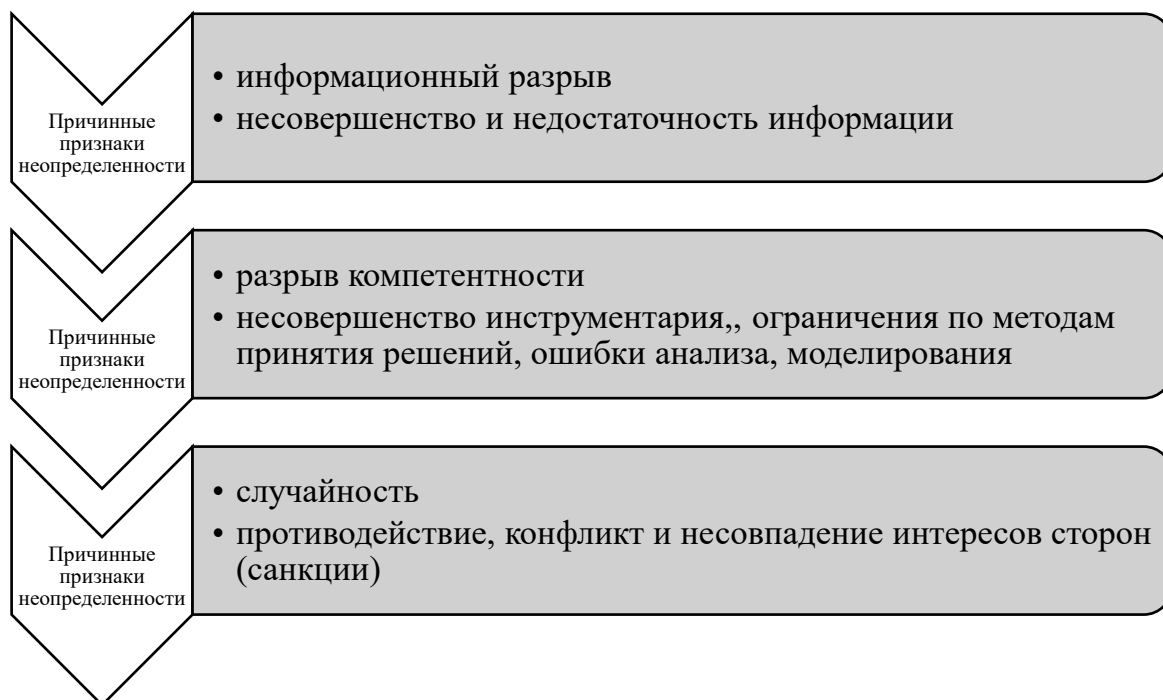 Причинные
признаки
неопределенности
• информационный разрыв
• несовершенство и недостаточность информации
Причинные
признаки
неопределенности
• разрыв компетентности
• несовершенство инструментария,, ограничения по методам
принятия решений, ошибки анализа, моделирования
Причинные
признаки
неопределенности
• случайность
• противодействие, конфликт и несовпадение интересов сторон
(санкции)